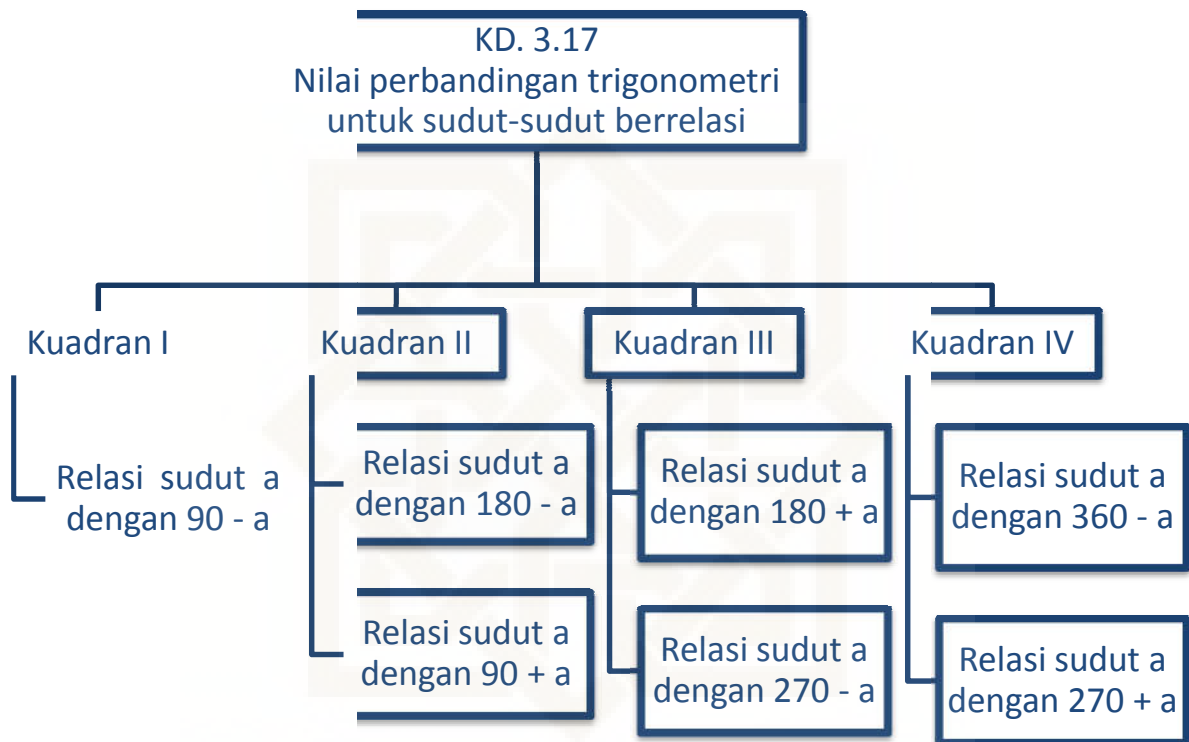 KD. 3.17
Nilai perbandingan trigonometri
untuk sudut-sudut berrelasi
Kuadran I
Relasi sudut a
dengan 90 - a
Kuadran II
Relasi sudut a
dengan 180 - a
Relasi sudut a
dengan 90 + a
Kuadran III
Relasi sudut a
dengan 180 + a
Relasi sudut a
dengan 270 - a
Kuadran IV
Relasi sudut a
dengan 360 - a
Relasi sudut a
dengan 270 + a